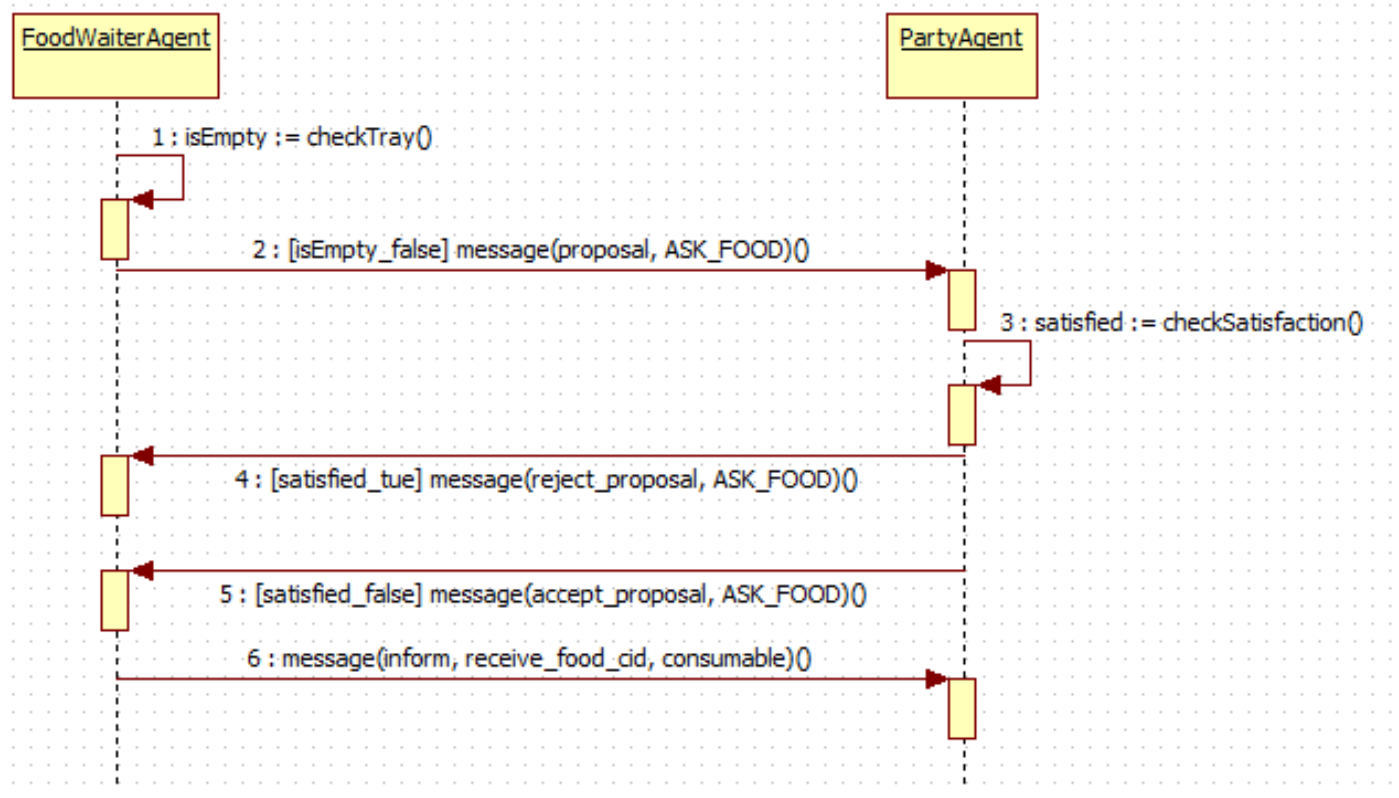 FoodWaiterAgent
PartyAgent
1 : isEmpty := checkTray()
2 : [isEmpty_false] message(proposal, ASK_FOOD)()
3 : satisfied := checkSatisfaction()
4 : [satisfied_tue] message(reject_proposal, ASK_FOOD)()
5 : [satisfied_false] message(accept_proposal, ASK_FOOD)()
6 : message(inform, receive_food_cid, consumable)()